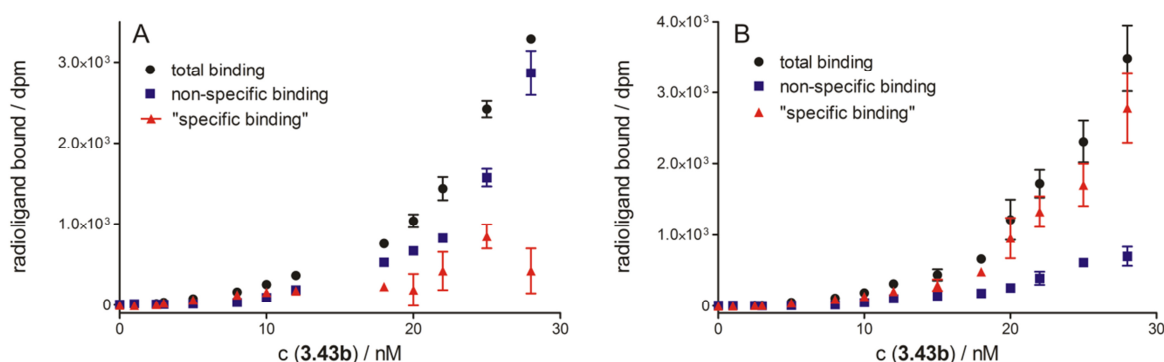 A
radioligand bound / dpm
3.0×10³
2.0×10³
1.0×10³
0
total binding
non-specific binding
"specific binding"
0 10 20 30
c (3.43b) / nM
B
radioligand bound / dpm
4.0×10³
3.0×10³
2.0×10³
1.0×10³
0
total binding
non-specific binding
"specific binding"
0 10 20 30
c (3.43b) / nM